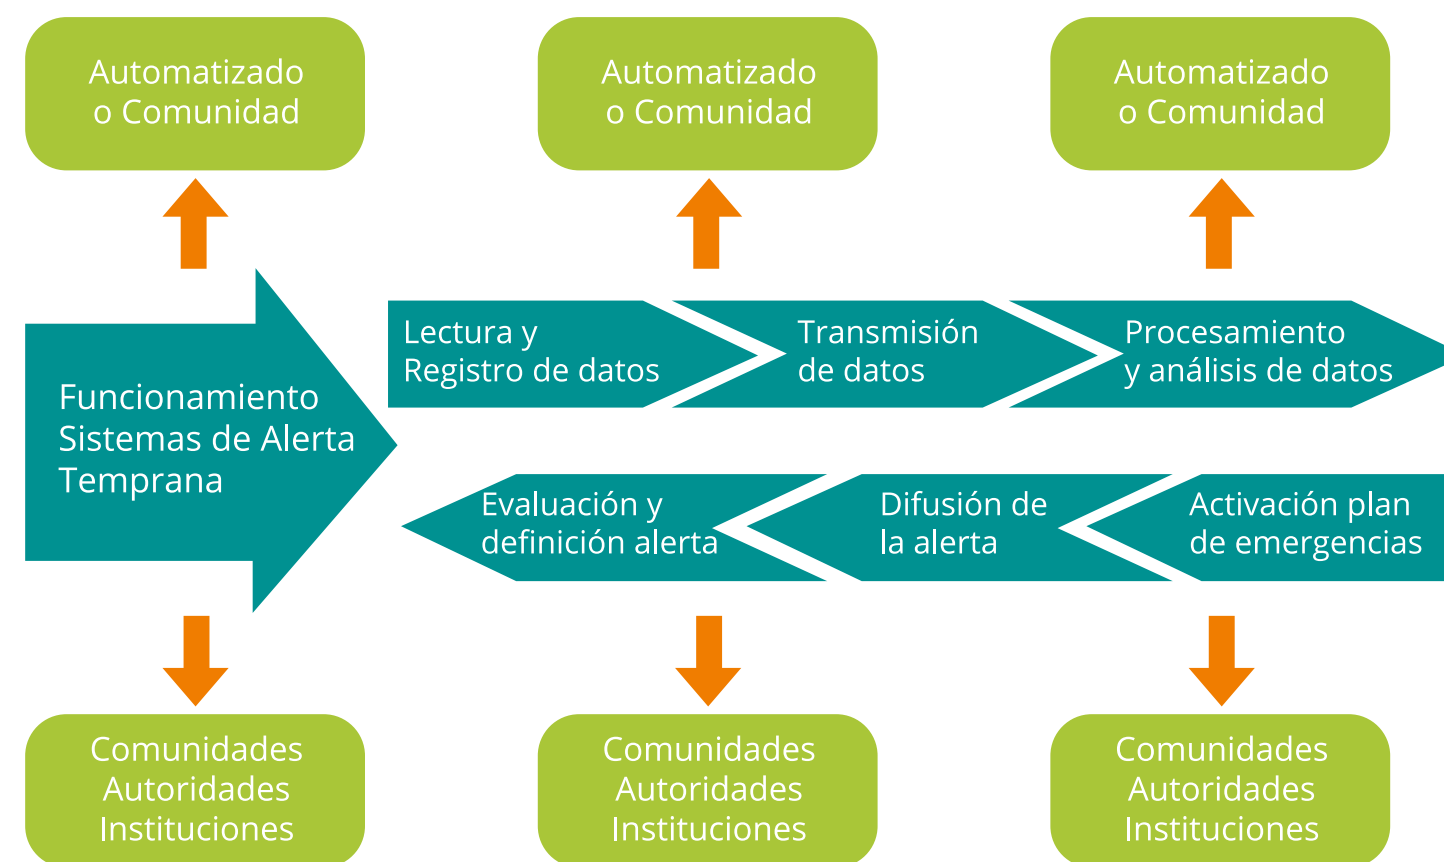 Automatizado
o Comunidad
Automatizado
o Comunidad
Automatizado
o Comunidad
Funcionamiento
Sistemas de Alerta
Temprana
Lectura y
Registro de datos
Transmisión
de datos
Procesamiento
y análisis de datos
Evaluación y
definición alerta
Difusión de
la alerta
Activación plan
de emergencias
Comunidades
Autoridades
Instituciones
Comunidades
Autoridades
Instituciones
Comunidades
Autoridades
Instituciones